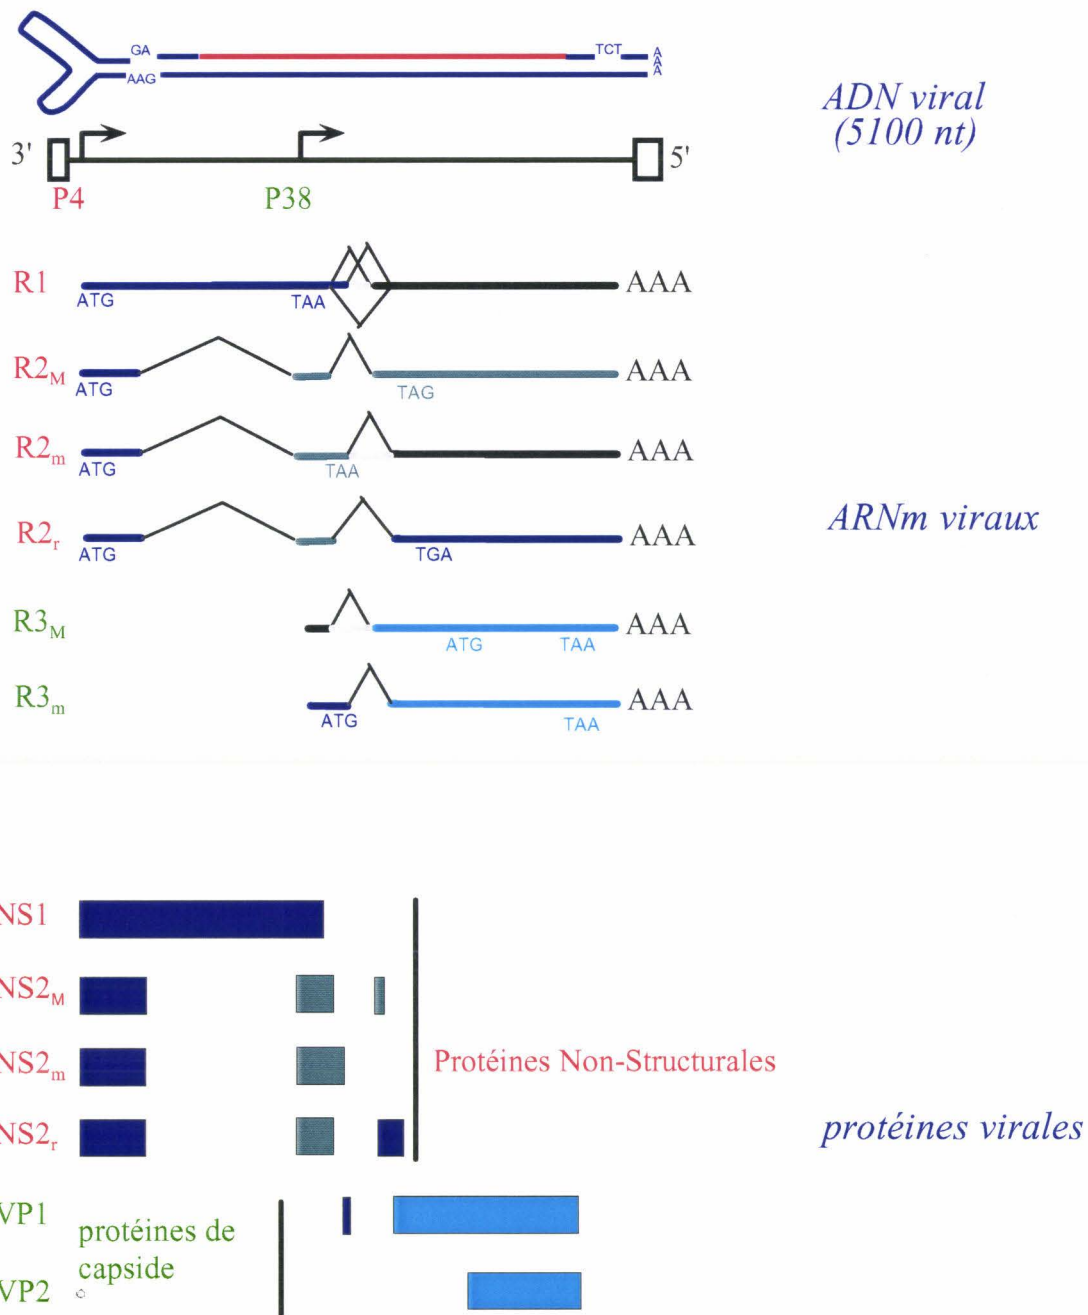 GA
TCT
A
A
A
AAG
ADN viral
(5100 nt)
3'
5'
P4
P38
R1
ATG
TAA
AAA
R2M
ATG
TAG
AAA
R2m
ATG
TAA
AAA
R2r
ATG
TGA
AAA
ARNm viraux
R3M
ATG
TAA
AAA
R3m
ATG
TAA
AAA
NS1
NS2M
NS2m
NS2r
Protéines Non-Structurales
protéines virales
VP1
protéines de
capside
VP2